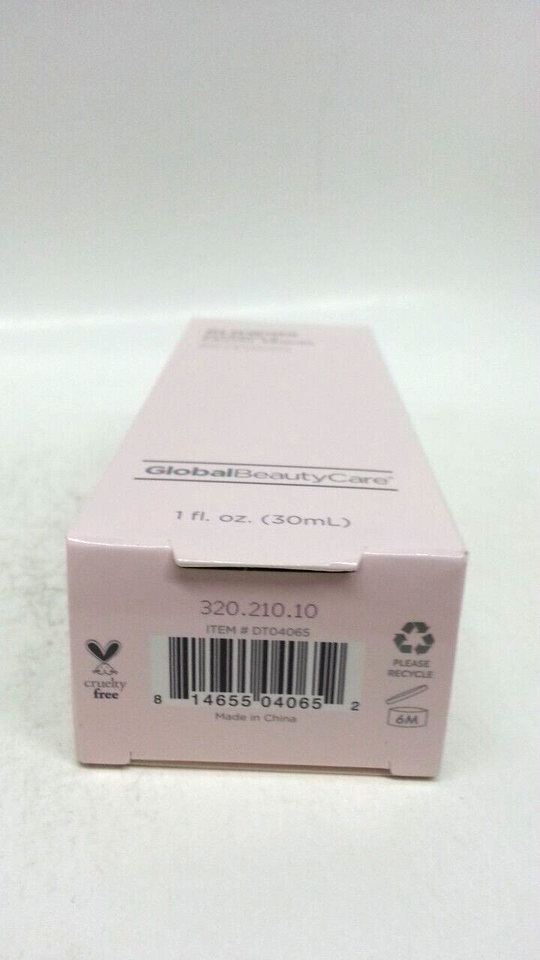 GlobalBeautyCare
1 fl. oz. (30mL)
320.210.10
ITEM # DT04065
8 14655 04065 2
Made in China
cruelty
free
PLEASE
RECYCLE
6M